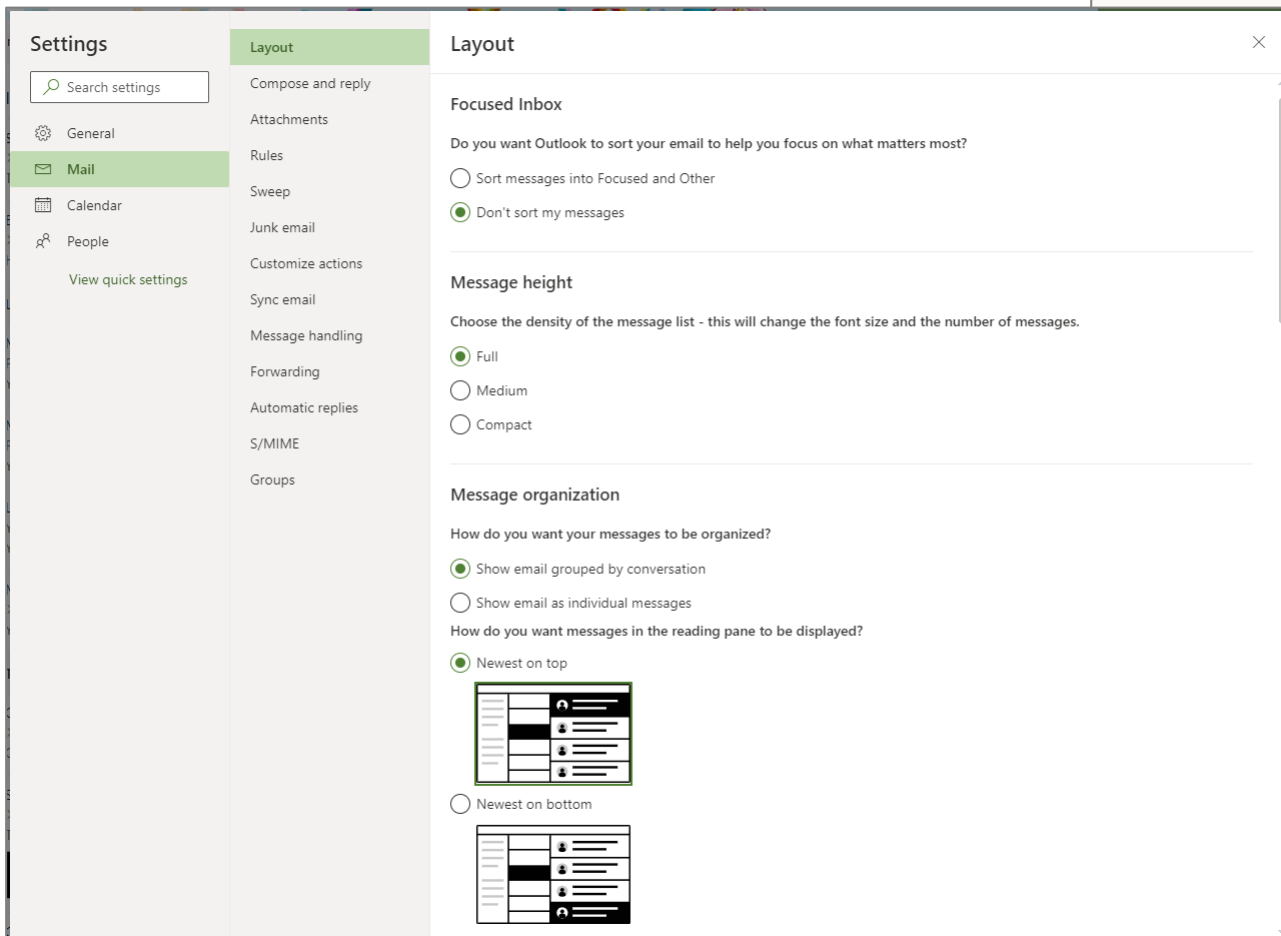 Settings
Search settings
General
Mail
Calendar
People
View quick settings
Layout
Compose and reply
Attachments
Rules
Sweep
Junk email
Customize actions
Sync email
Message handling
Forwarding
Automatic replies
S/MIME
Groups
Layout
Focused Inbox
Do you want Outlook to sort your email to help you focus on what matters most?
Sort messages into Focused and Other
Don't sort my messages
Message height
Choose the density of the message list - this will change the font size and the number of messages.
Full
Medium
Compact
Message organization
How do you want your messages to be organized?
Show email grouped by conversation
Show email as individual messages
How do you want messages in the reading pane to be displayed?
Newest on top
Newest on bottom